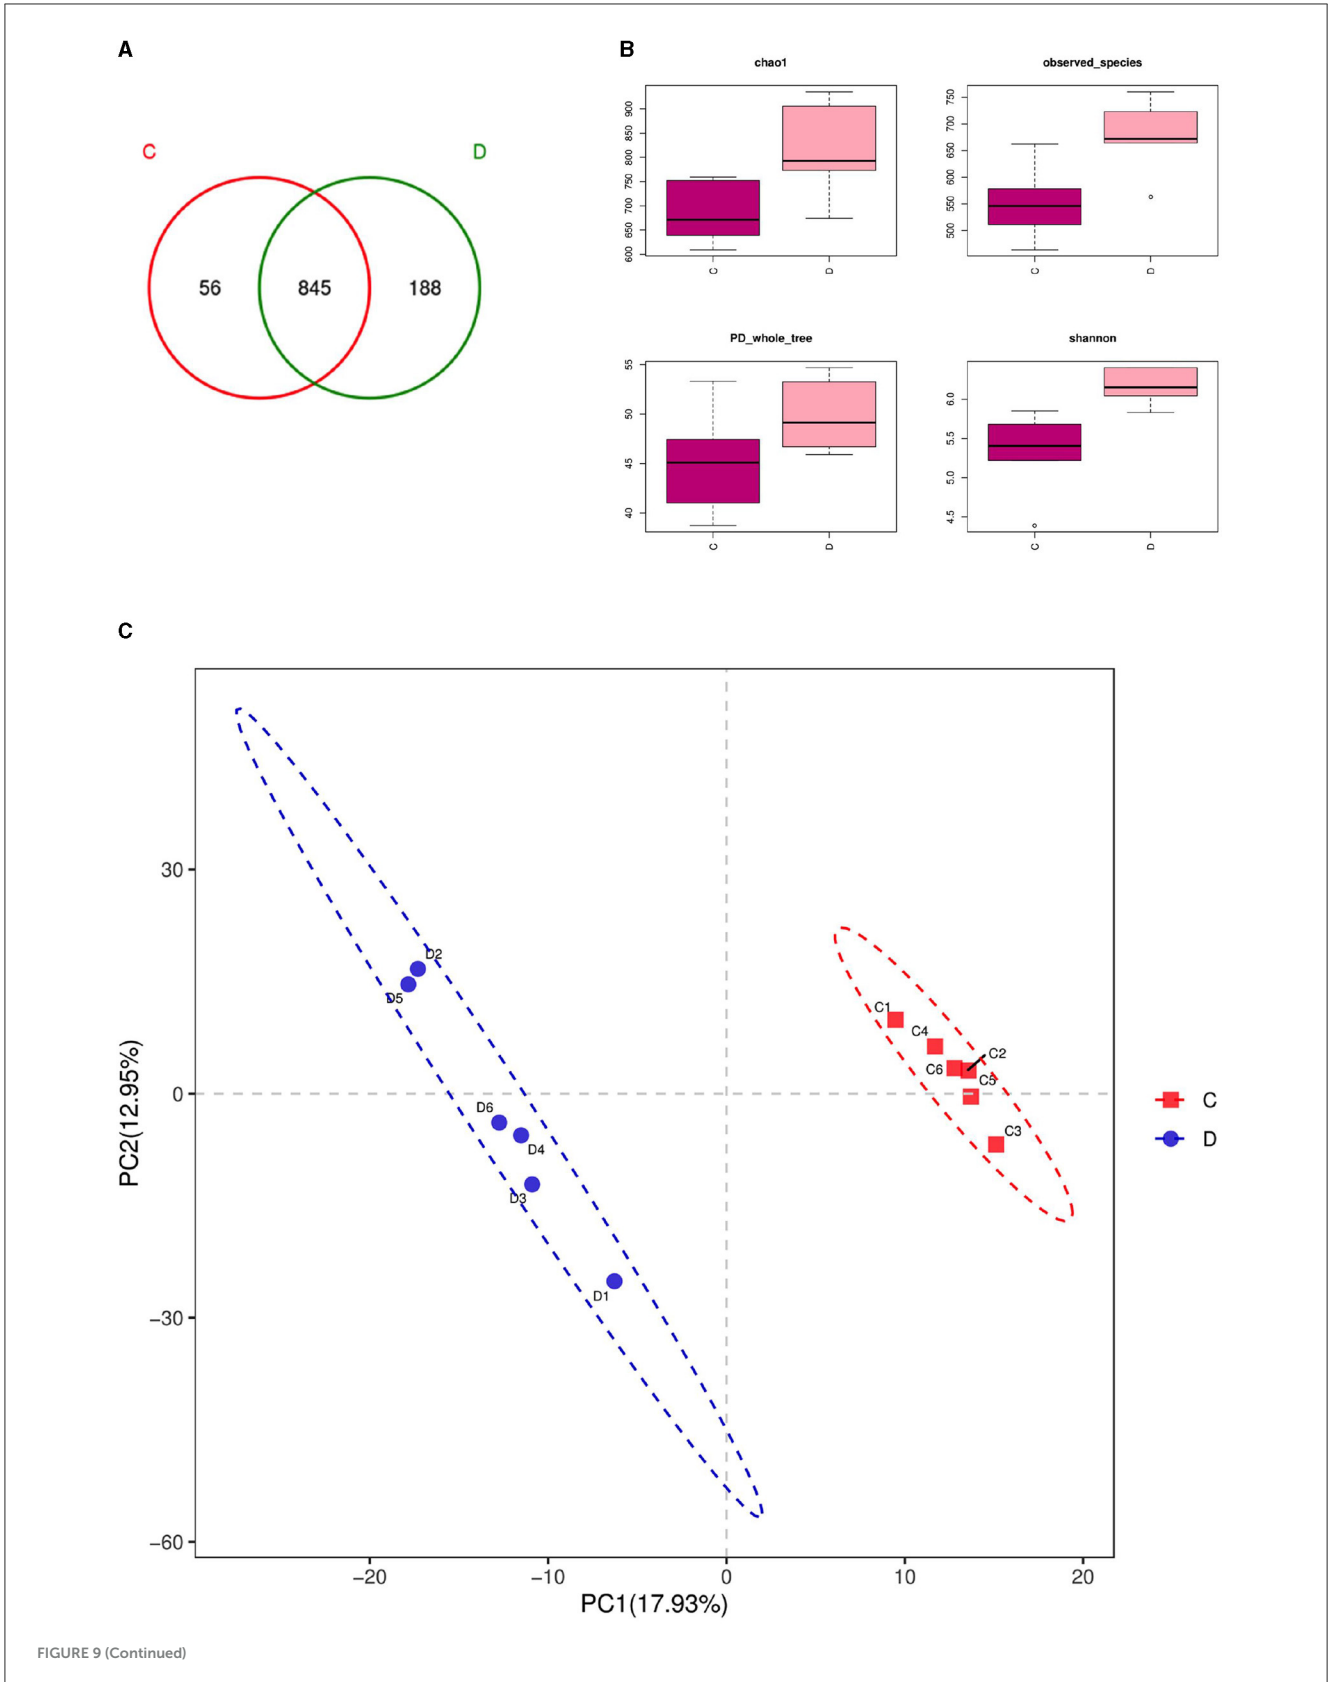 A
C
D
56
845
188
B
chao1
900
850
800
750
700
650
600
C
D
observed_species
750
700
650
600
550
500
C
D
PD_whole_tree
55
50
45
40
C
D
shannon
6.0
5.5
5.0
4.5
C
D
C
PC2(12.95%)
30
0
−30
−60
D2
D5
D6
D4
D3
D1
C1
C4
C2
C6
C5
C3
C
D
−20
−10
0
10
20
PC1(17.93%)
FIGURE 9 (Continued)